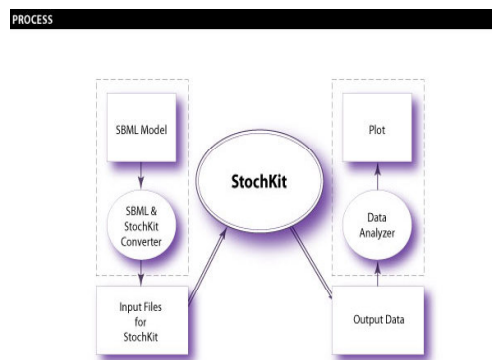 PROCESS
SBML Model
SBML &
StochKit
Converter
Input Files
for
StochKit
StochKit
Plot
Data
Analyzer
Output Data